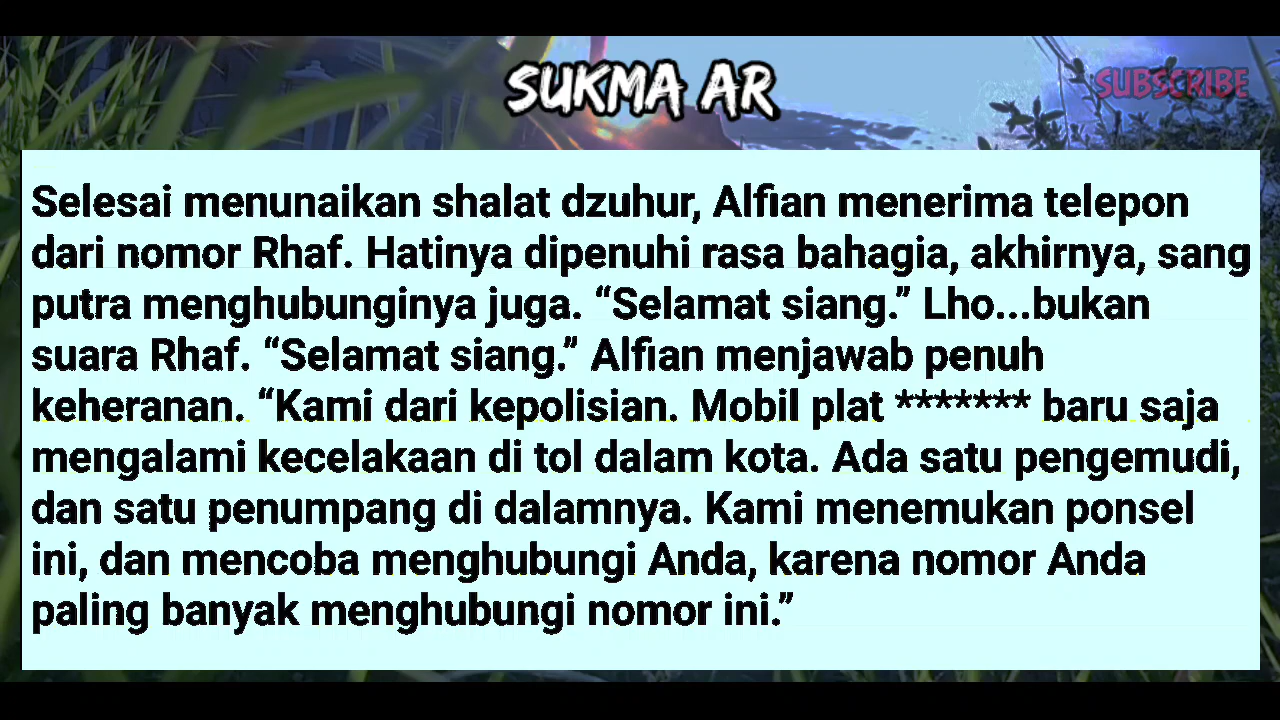 SUKMA AR
SUBSCRIBE
Selesai menunaikan shalat dzuhur, Alfian menerima telepon
dari nomor Rhaf. Hatinya dipenuhi rasa bahagia, akhirnya, sang
putra menghubunginya juga. “Selamat siang.” Lho...bukan
suara Rhaf. “Selamat siang.” Alfian menjawab penuh
keheranan. “Kami dari kepolisian. Mobil plat ******* baru saja
mengalami kecelakaan di tol dalam kota. Ada satu pengemudi,
dan satu penumpang di dalamnya. Kami menemukan ponsel
ini, dan mencoba menghubungi Anda, karena nomor Anda
paling banyak menghubungi nomor ini.”